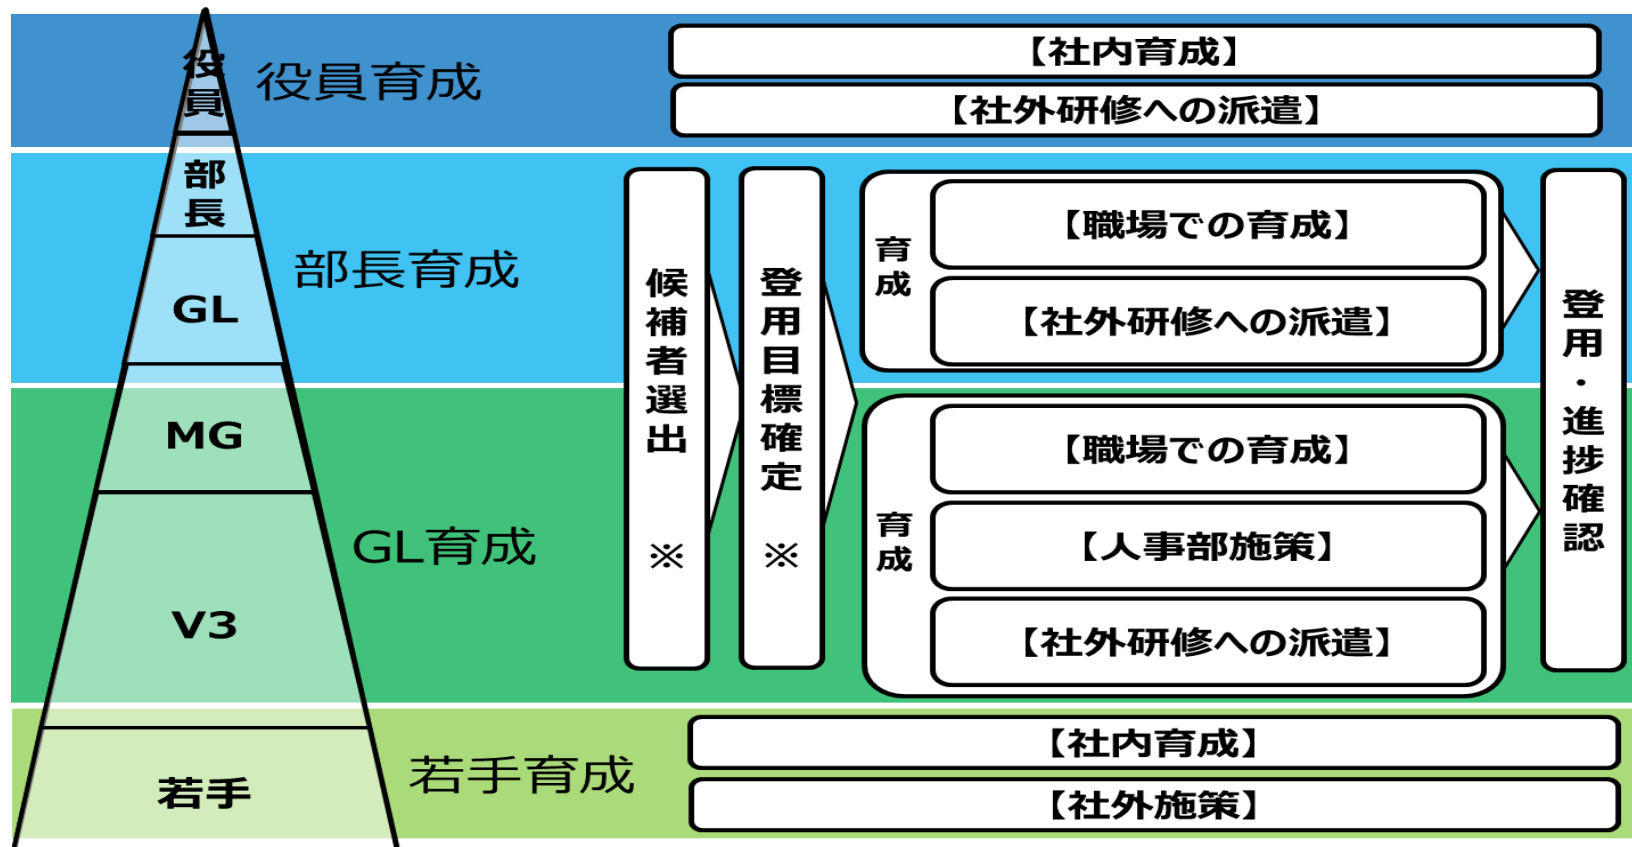 役員
役員育成
【社内育成】
【社外研修への派遣】
部長
GL
部長育成
MG
V3
GL育成
候補者選出 ※
登用目標確定 ※
育成
【職場での育成】
【社外研修への派遣】
育成
【職場での育成】
【人事部施策】
【社外研修への派遣】
登用・進捗確認
若手
若手育成
【社内育成】
【社外施策】